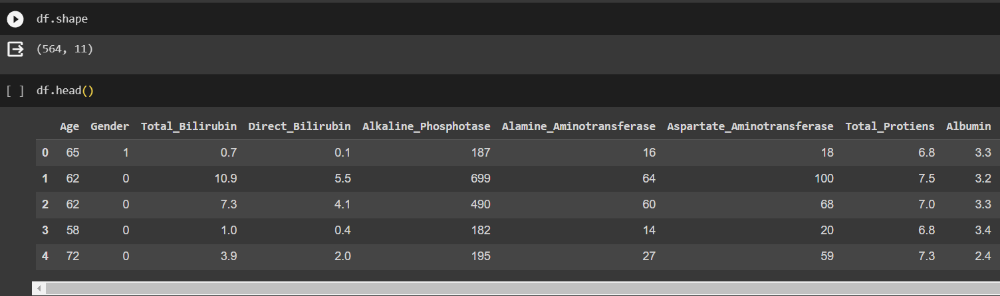 df.shape
(564, 11)
[ ] df.head()
Age Gender Total_Bilirubin Direct_Bilirubin Alkaline_Phosphotase Alamine_Aminotransferase Aspartate_Aminotransferase Total_Protiens Albumin
0 65 1 0.7 0.1 187 16 18 6.8 3.3
1 62 0 10.9 5.5 699 64 100 7.5 3.2
2 62 0 7.3 4.1 490 60 68 7.0 3.3
3 58 0 1.0 0.4 182 14 20 6.8 3.4
4 72 0 3.9 2.0 195 27 59 7.3 2.4